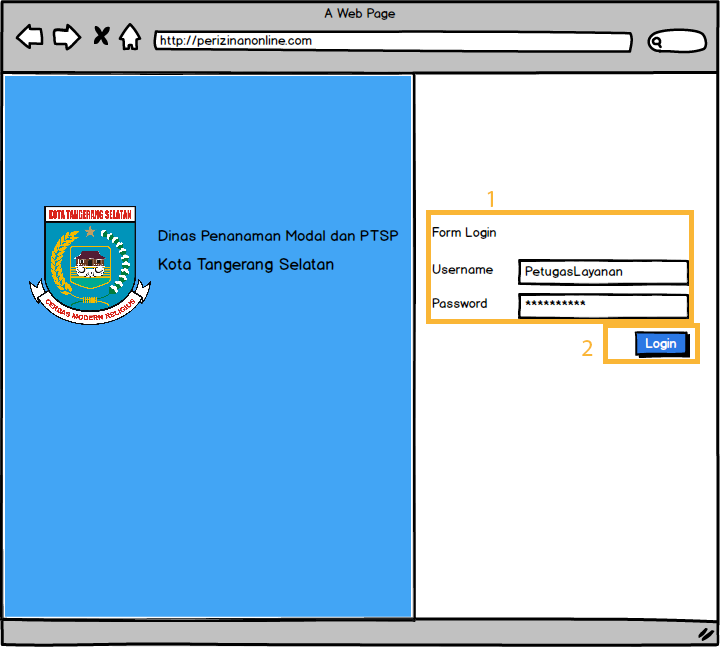 A Web Page
http://perizinanonline.com
KOTA TANGERANG SELATAN
CERDAS MODERN RELIGIUS
Dinas Penanaman Modal dan PTSP
Kota Tangerang Selatan
1
Form Login
Username PetugasLayanan
Password **********
2 Login